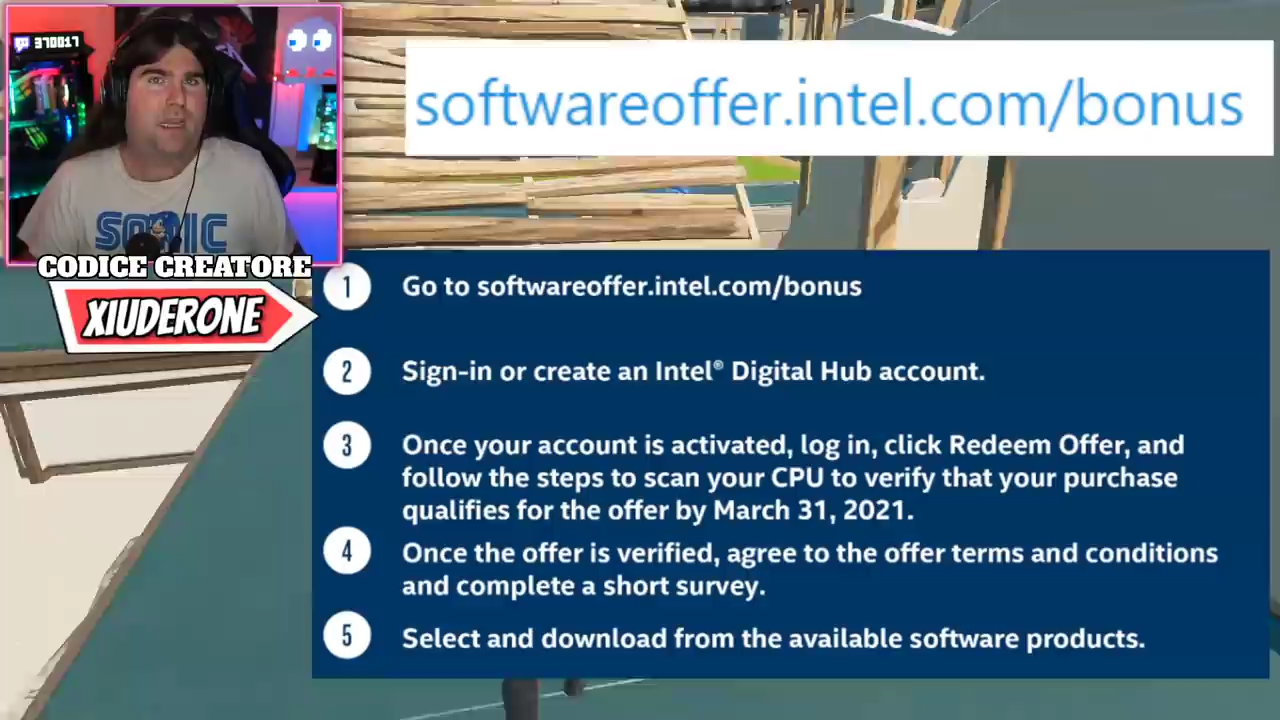 370017
softwareoffer.intel.com/bonus
SONIC
CODICE CREATORE
XIUDERONE
1 Go to softwareoffer.intel.com/bonus
2 Sign-in or create an Intel® Digital Hub account.
3 Once your account is activated, log in, click Redeem Offer, and
follow the steps to scan your CPU to verify that your purchase
qualifies for the offer by March 31, 2021.
4 Once the offer is verified, agree to the offer terms and conditions
and complete a short survey.
5 Select and download from the available software products.